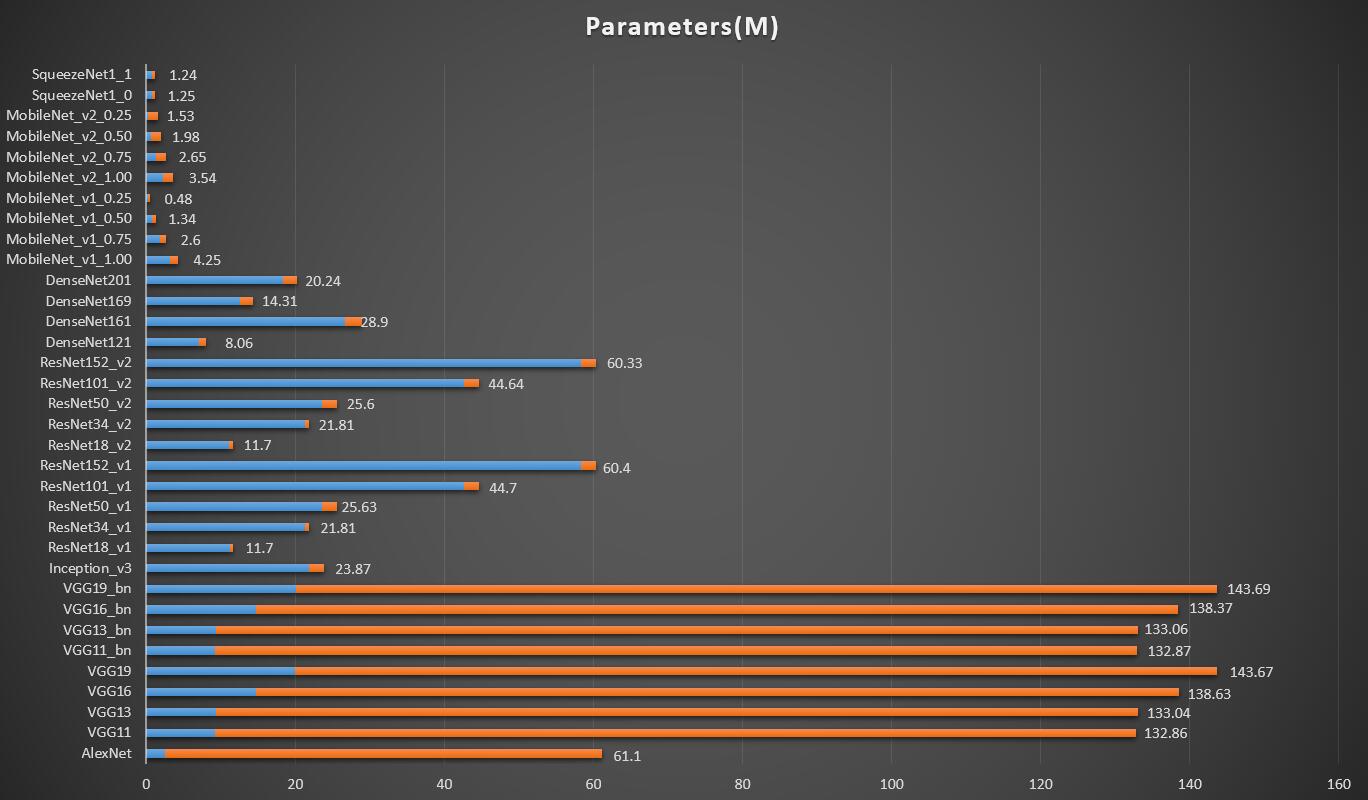 Parameters(M)
SqueezeNet1_1 1.24
SqueezeNet1_0 1.25
MobileNet_v2_0.25 1.53
MobileNet_v2_0.50 1.98
MobileNet_v2_0.75 2.65
MobileNet_v2_1.00 3.54
MobileNet_v1_0.25 0.48
MobileNet_v1_0.50 1.34
MobileNet_v1_0.75 2.6
MobileNet_v1_1.00 4.25
DenseNet201 20.24
DenseNet169 14.31
DenseNet161 28.9
DenseNet121 8.06
ResNet152_v2 60.33
ResNet101_v2 44.64
ResNet50_v2 25.6
ResNet34_v2 21.81
ResNet18_v2 11.7
ResNet152_v1 60.4
ResNet101_v1 44.7
ResNet50_v1 25.63
ResNet34_v1 21.81
ResNet18_v1 11.7
Inception_v3 23.87
VGG19_bn 143.69
VGG16_bn 138.37
VGG13_bn 133.06
VGG11_bn 132.87
VGG19 143.67
VGG16 138.63
VGG13 133.04
VGG11 132.86
AlexNet 61.1
0 20 40 60 80 100 120 140 160